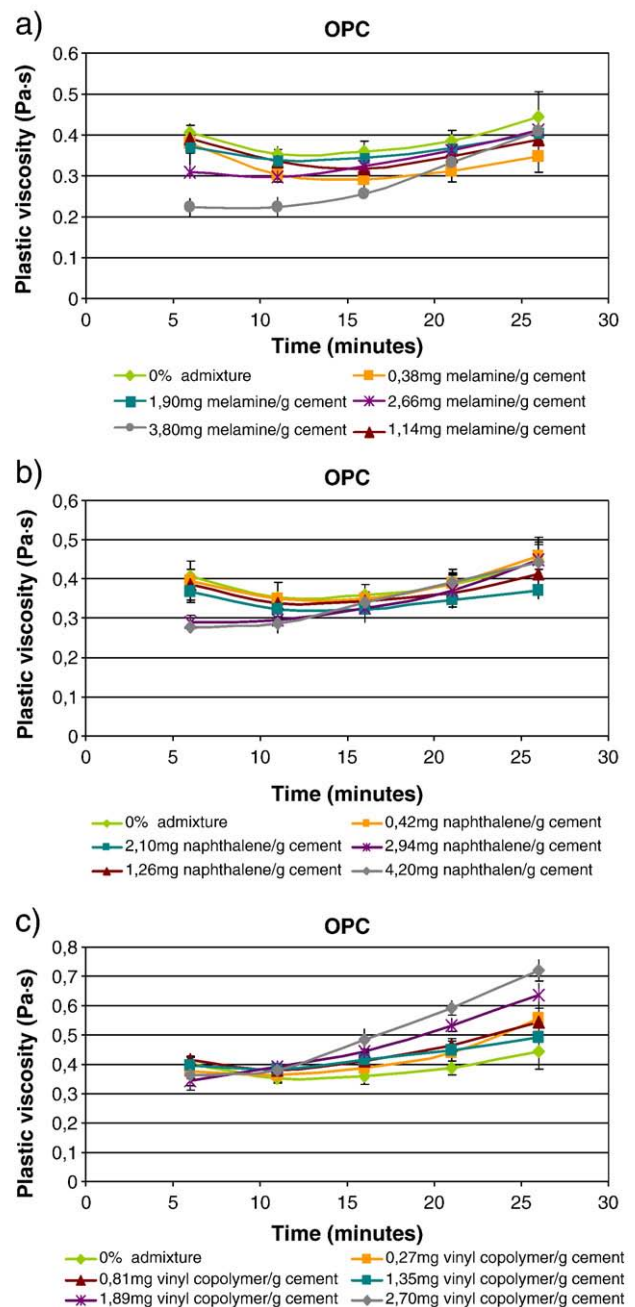 a)
OPC
Plastic viscosity (Pa·s)
0,6
0,5
0,4
0,3
0,2
0,1
0
0 5 10 15 20 25 30
Time (minutes)
0% admixture 0,38mg melamine/g cement
1,90mg melamine/g cement 2,66mg melamine/g cement
3,80mg melamine/g cement 1,14mg melamine/g cement
b)
OPC
Plastic viscosity (Pa·s)
0,6
0,5
0,4
0,3
0,2
0,1
0
0 5 10 15 20 25 30
Time (minutes)
0% admixture 0,42mg naphthalene/g cement
2,10mg naphthalene/g cement 2,94mg naphthalene/g cement
1,26mg naphthalene/g cement 4,20mg naphthalen/g cement
c)
OPC
Plastic viscosity (Pa·s)
0,8
0,7
0,6
0,5
0,4
0,3
0,2
0,1
0
0 5 10 15 20 25 30
Time (minutes)
0% admixture 0,27mg vinyl copolymer/g cement
0,81mg vinyl copolymer/g cement 1,35mg vinyl copolymer/g cement
1,89mg vinyl copolymer/g cement 2,70mg vinyl copolymer/g cement